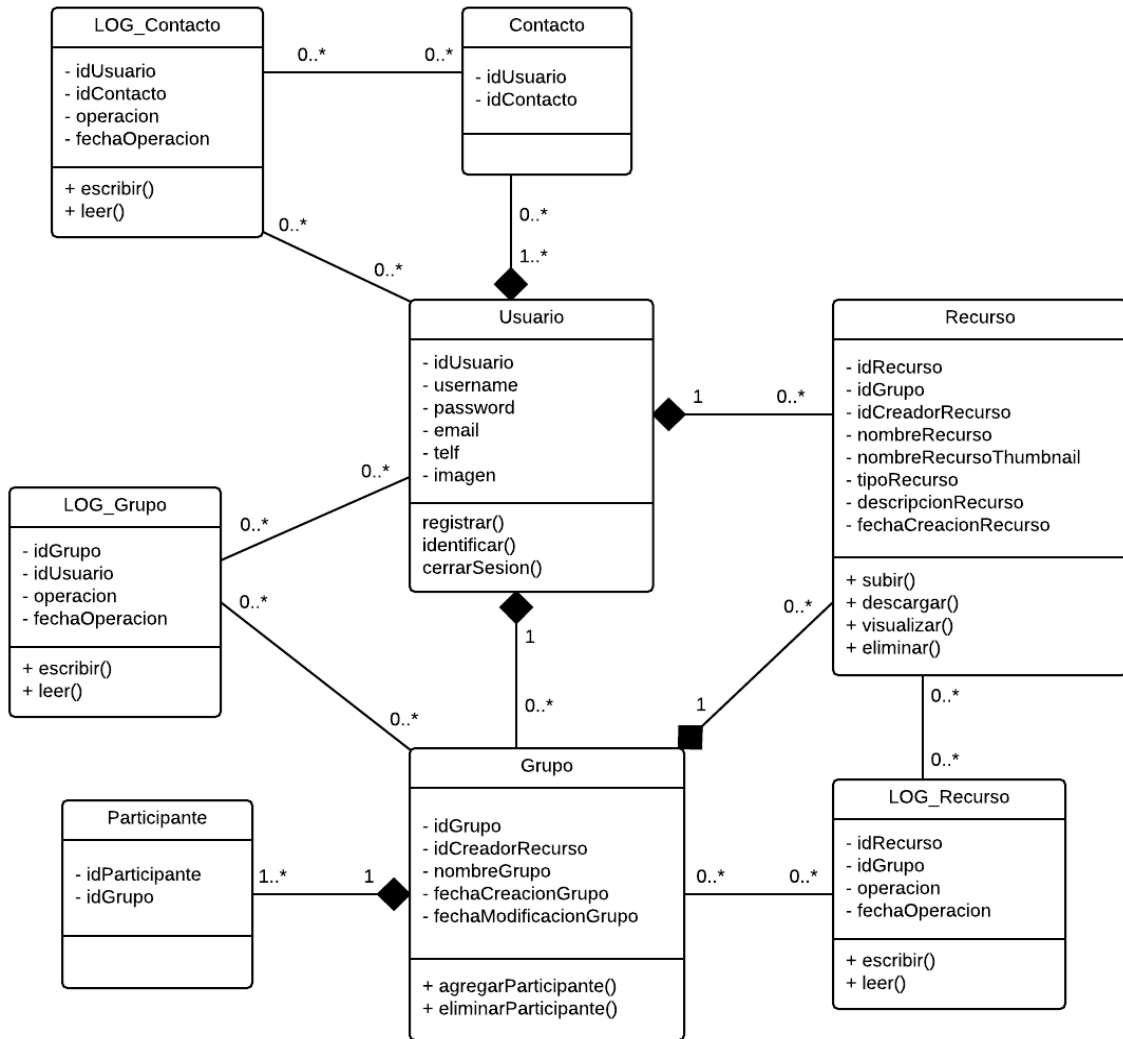 LOG_Contacto
- idUsuario
- idContacto
- operacion
- fechaOperacion
+ escribir()
+ leer()
0..*
0..*
Contacto
- idUsuario
- idContacto
0..*
1..*
0..*
0..*
Usuario
- idUsuario
- username
- password
- email
- telf
- imagen
registrar()
identificar()
cerrarSesion()
1
0..*
Recurso
- idRecurso
- idGrupo
- idCreadorRecurso
- nombreRecurso
- nombreRecursoThumbnail
- tipoRecurso
- descripcionRecurso
- fechaCreacionRecurso
+ subir()
+ descargar()
+ visualizar()
+ eliminar()
LOG_Grupo
- idGrupo
- idUsuario
- operacion
- fechaOperacion
+ escribir()
+ leer()
0..*
0..*
0..*
0..*
1
0..*
0..*
1
0..*
0..*
Grupo
- idGrupo
- idCreadorRecurso
- nombreGrupo
- fechaCreacionGrupo
- fechaModificacionGrupo
+ agregarParticipante()
+ eliminarParticipante()
Participante
- idParticipante
- idGrupo
1..*
1
0..*
0..*
LOG_Recurso
- idRecurso
- idGrupo
- operacion
- fechaOperacion
+ escribir()
+ leer()